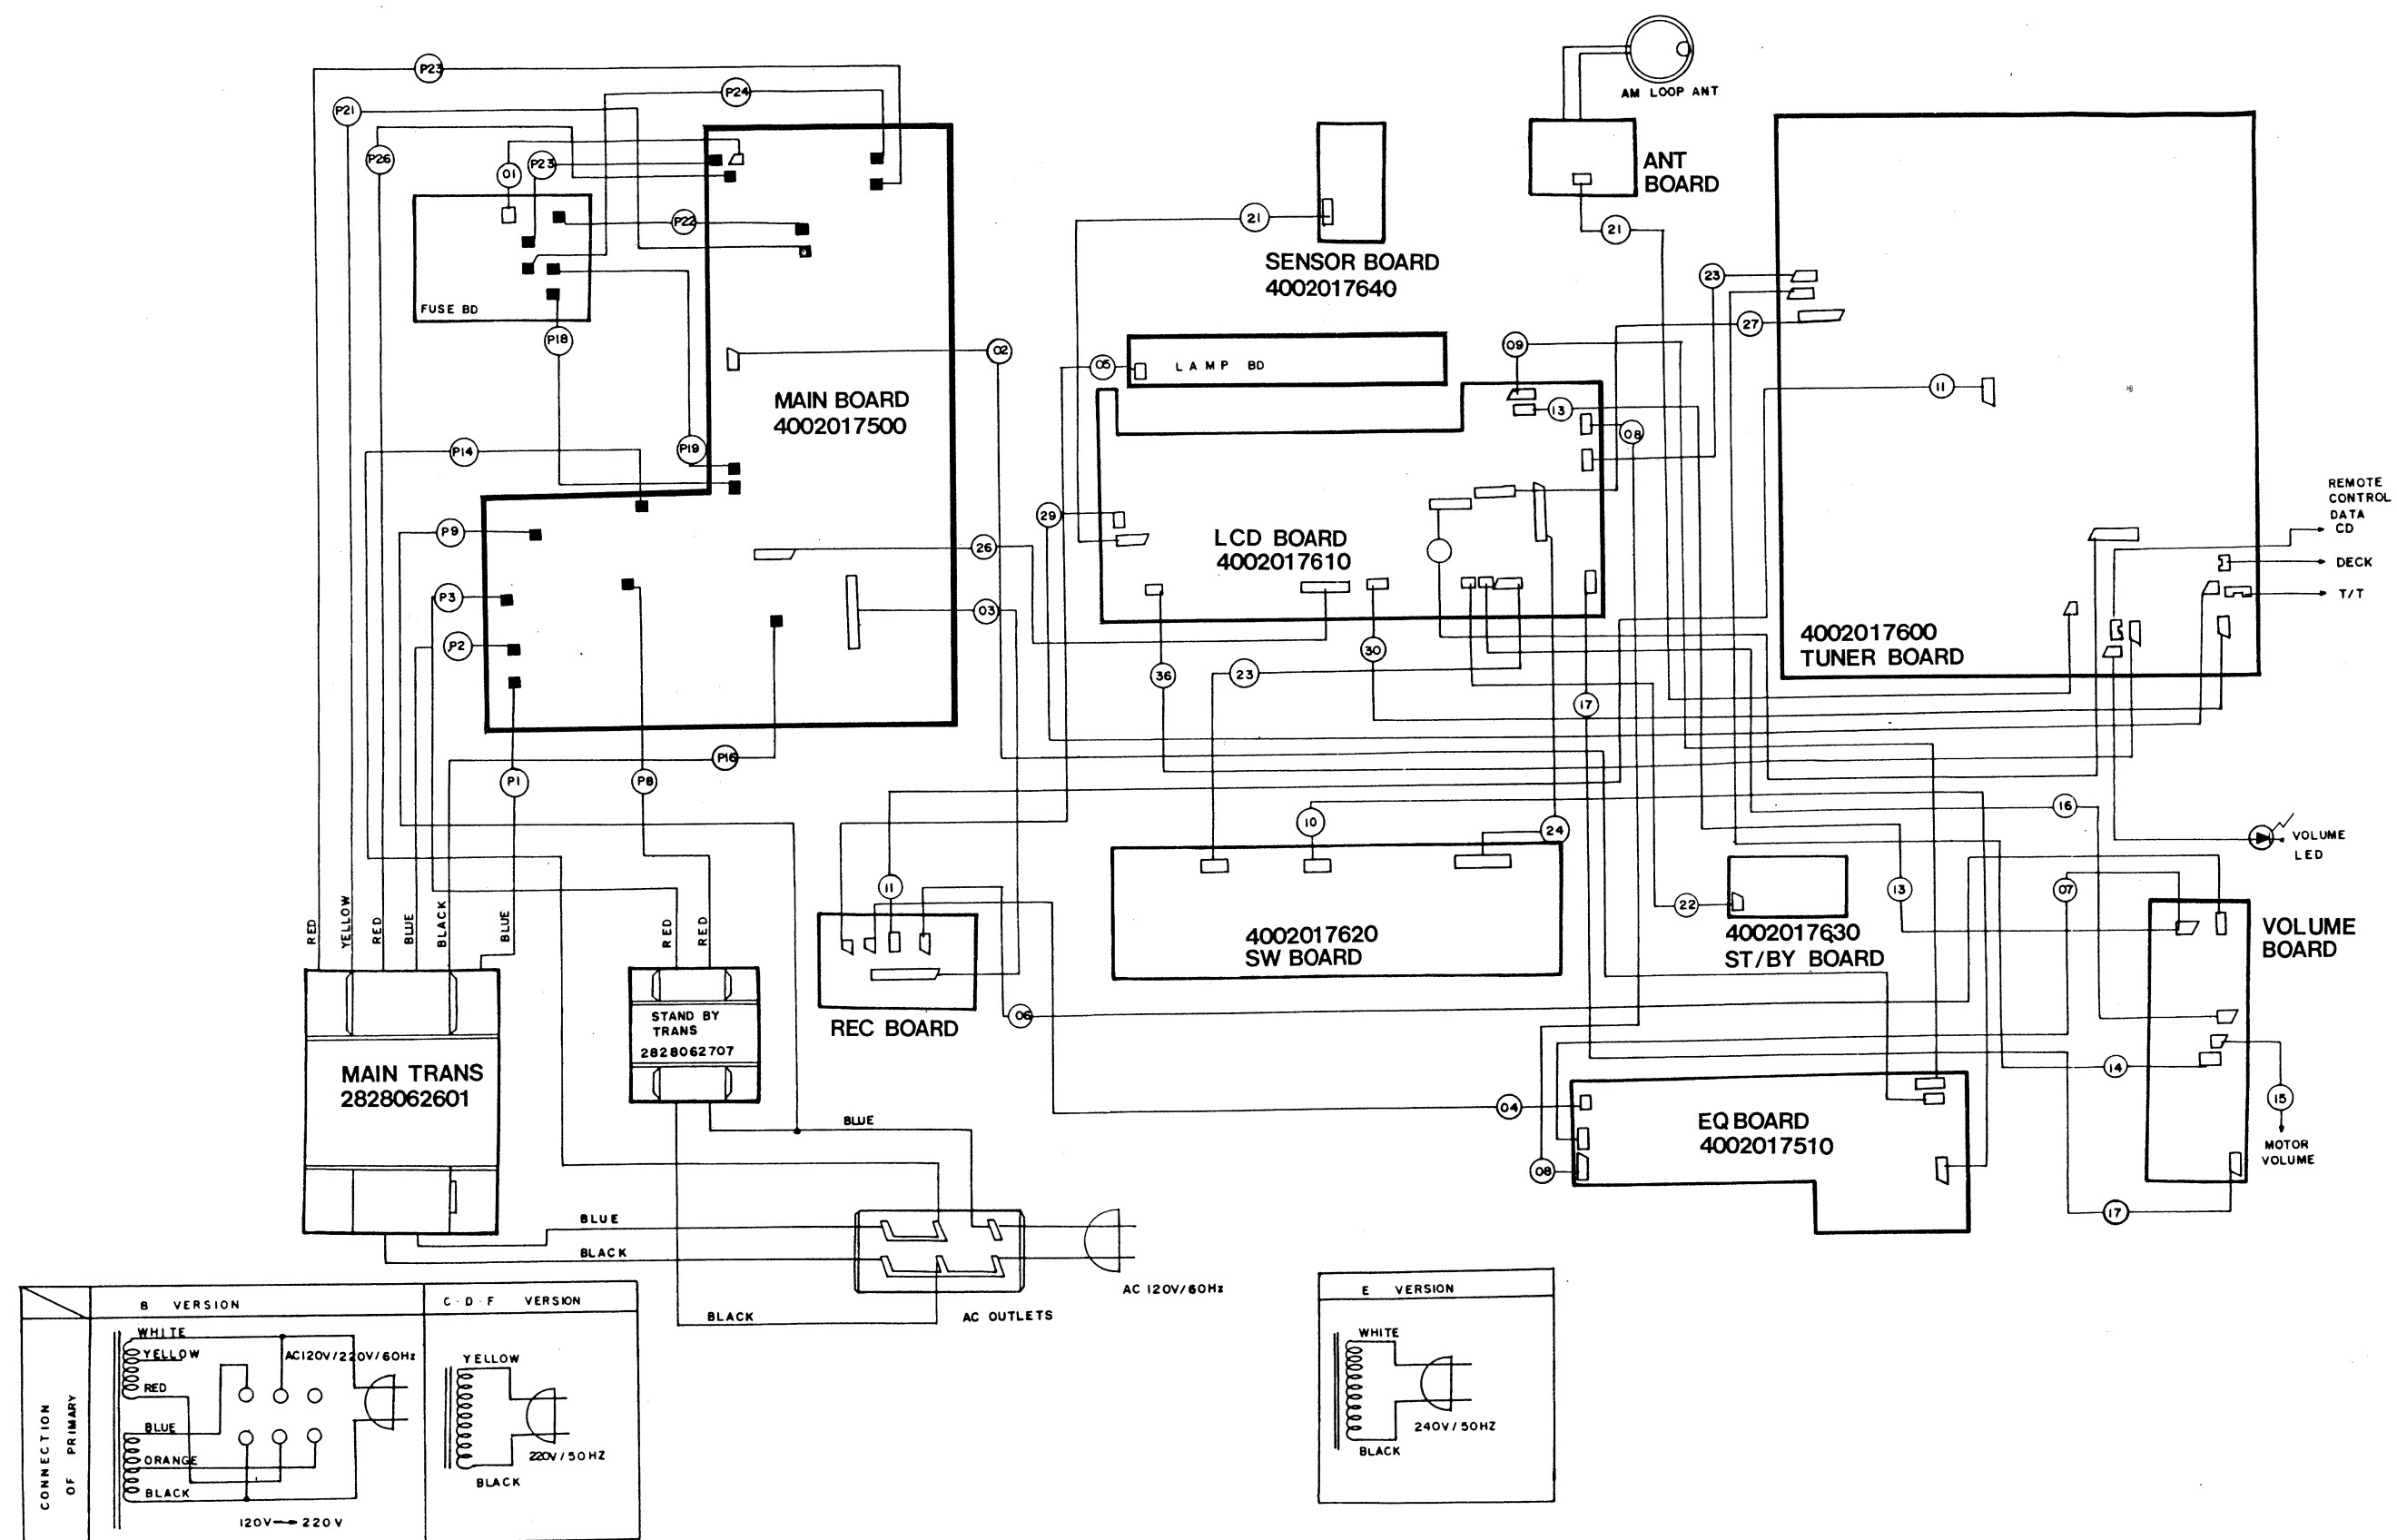 P23
P24
P21
P26
P23
01
P22
FUSE BD
P18
P19
P14
P9
P3
P2
P1
P8
P16
MAIN BOARD
4002017500
02
26
03
AM LOOP ANT
ANT
BOARD
21
21
SENSOR BOARD
4002017640
05
LAMP BD
09
13
08
23
27
11
29
LCD BOARD
4002017610
30
36
23
17
4002017600
TUNER BOARD
REMOTE
CONTROL
DATA
CD
DECK
T/T
16
VOLUME
LED
10
24
11
13
07
22
4002017620
SW BOARD
4002017630
ST/BY BOARD
VOLUME
BOARD
RED
YELLOW
RED
BLUE
BLACK
BLUE
RED
RED
MAIN TRANS
2828062601
STAND BY
TRANS
2828062707
REC BOARD
06
04
08
EQ BOARD
4002017510
14
15
MOTOR
VOLUME
17
BLUE
BLUE
BLACK
BLACK
AC OUTLETS
AC 120V/60Hz
CONNECTION
OF PRIMARY
B VERSION
WHITE
YELLOW
RED
BLUE
ORANGE
BLACK
AC120V/220V/60Hz
120V → 220V
C · D · F VERSION
YELLOW
220V/50HZ
BLACK
E VERSION
WHITE
240V/50HZ
BLACK